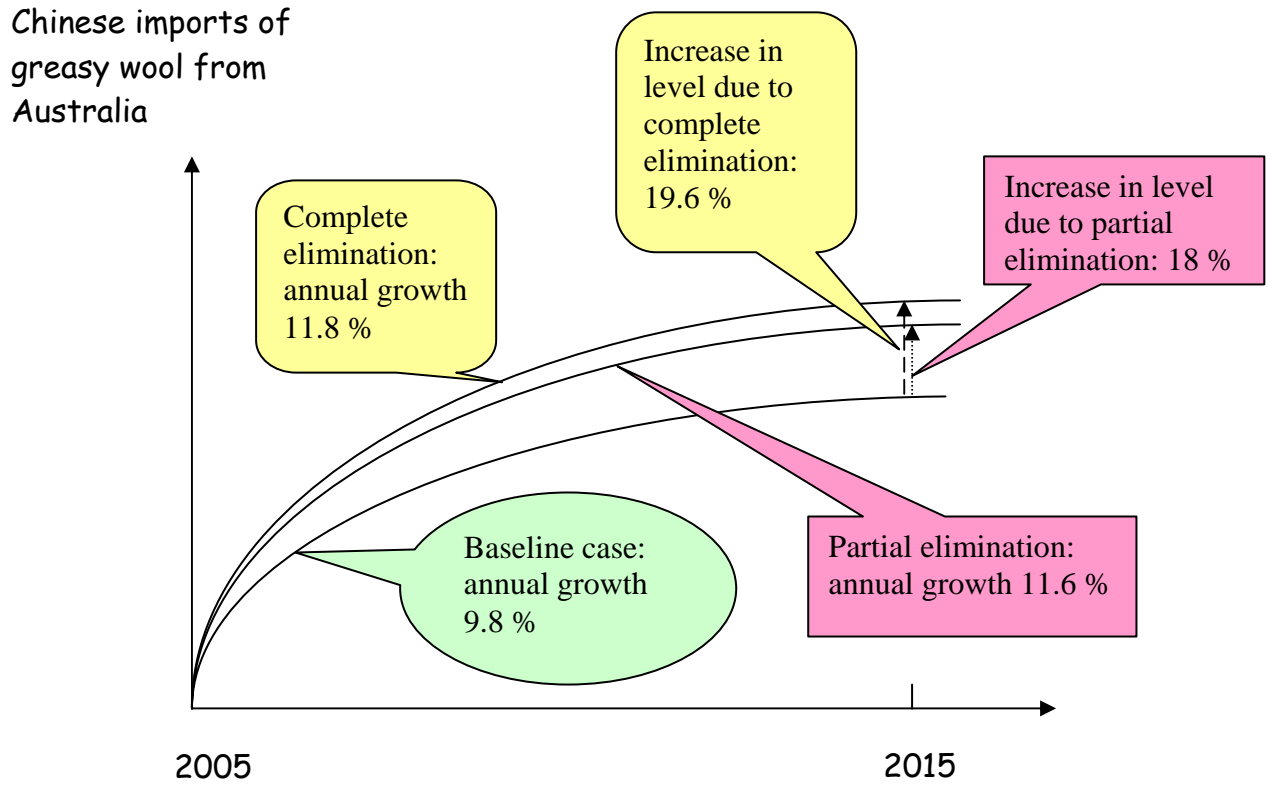 Chinese imports of
greasy wool from
Australia
Increase in
level due to
complete
elimination:
19.6 %
Increase in level
due to partial
elimination: 18 %
Complete
elimination:
annual growth
11.8 %
Baseline case:
annual growth
9.8 %
Partial elimination:
annual growth 11.6 %
2005
2015